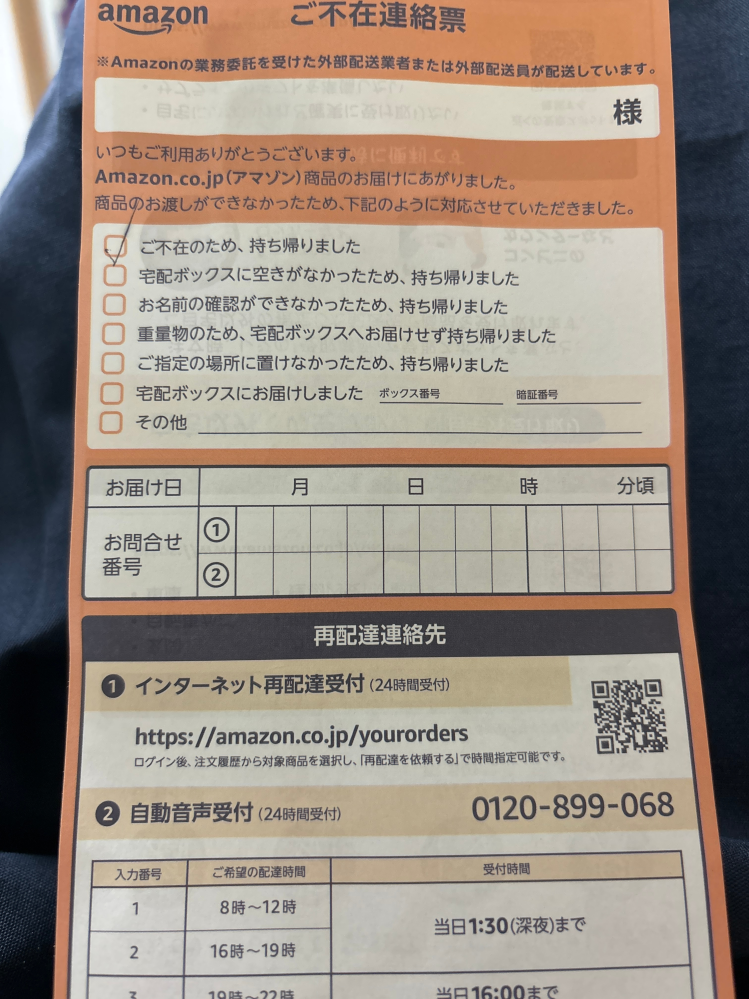 amazon ご不在連絡票
※Amazonの業務委託を受けた外部配送業者または外部配送員が配送しています。
様
いつもご利用ありがとうございます。
Amazon.co.jp(アマゾン)商品のお届けにあがりました。
商品のお渡しができなかったため、下記のように対応させていただきました。
ご不在のため、持ち帰りました
宅配ボックスに空きがなかったため、持ち帰りました
お名前の確認ができなかったため、持ち帰りました
重量物のため、宅配ボックスへお届けせず持ち帰りました
ご指定の場所に置けなかったため、持ち帰りました
宅配ボックスにお届けしました ボックス番号 暗証番号
その他
お届け日 月 日 時 分頃
お問合せ番号
①
②
再配達連絡先
❶ インターネット再配達受付(24時間受付)
https://amazon.co.jp/yourorders
ログイン後、注文履歴から対象商品を選択し、「再配達を依頼する」で時間指定可能です。
❷ 自動音声受付(24時間受付) 0120-899-068
入力番号 ご希望の配達時間 受付時間
1 8時～12時
当日1:30(深夜)まで
2 16時～19時
3 19時～22時 当日16:00まで